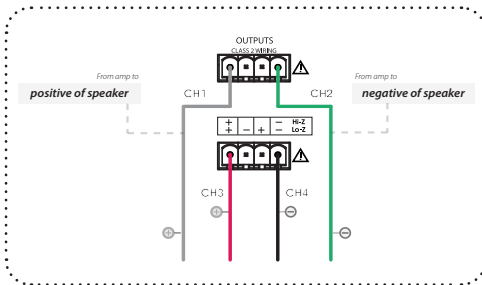 OUTPUTS
CLASS 2 WIRING
From amp to
positive of speaker
CH1
CH2
From amp to
negative of speaker
+ − Hi-Z
+ − + − Lo-Z
CH3
CH4